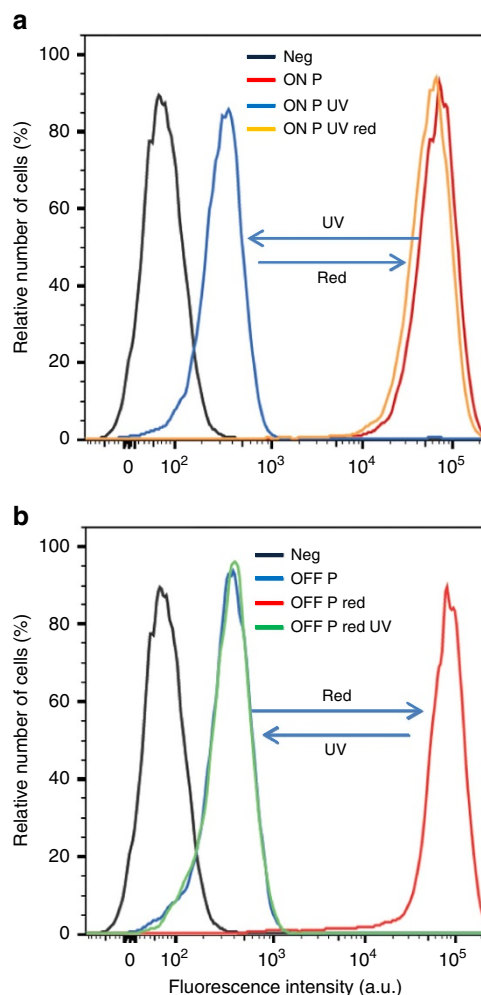 a
Neg
ON P
ON P UV
ON P UV red
Relative number of cells (%)
100
80
60
40
20
0
UV
Red
0 10² 10³ 10⁴ 10⁵
b
Neg
OFF P
OFF P red
OFF P red UV
Relative number of cells (%)
100
80
60
40
20
0
Red
UV
0 10² 10³ 10⁴ 10⁵
Fluorescence intensity (a.u.)